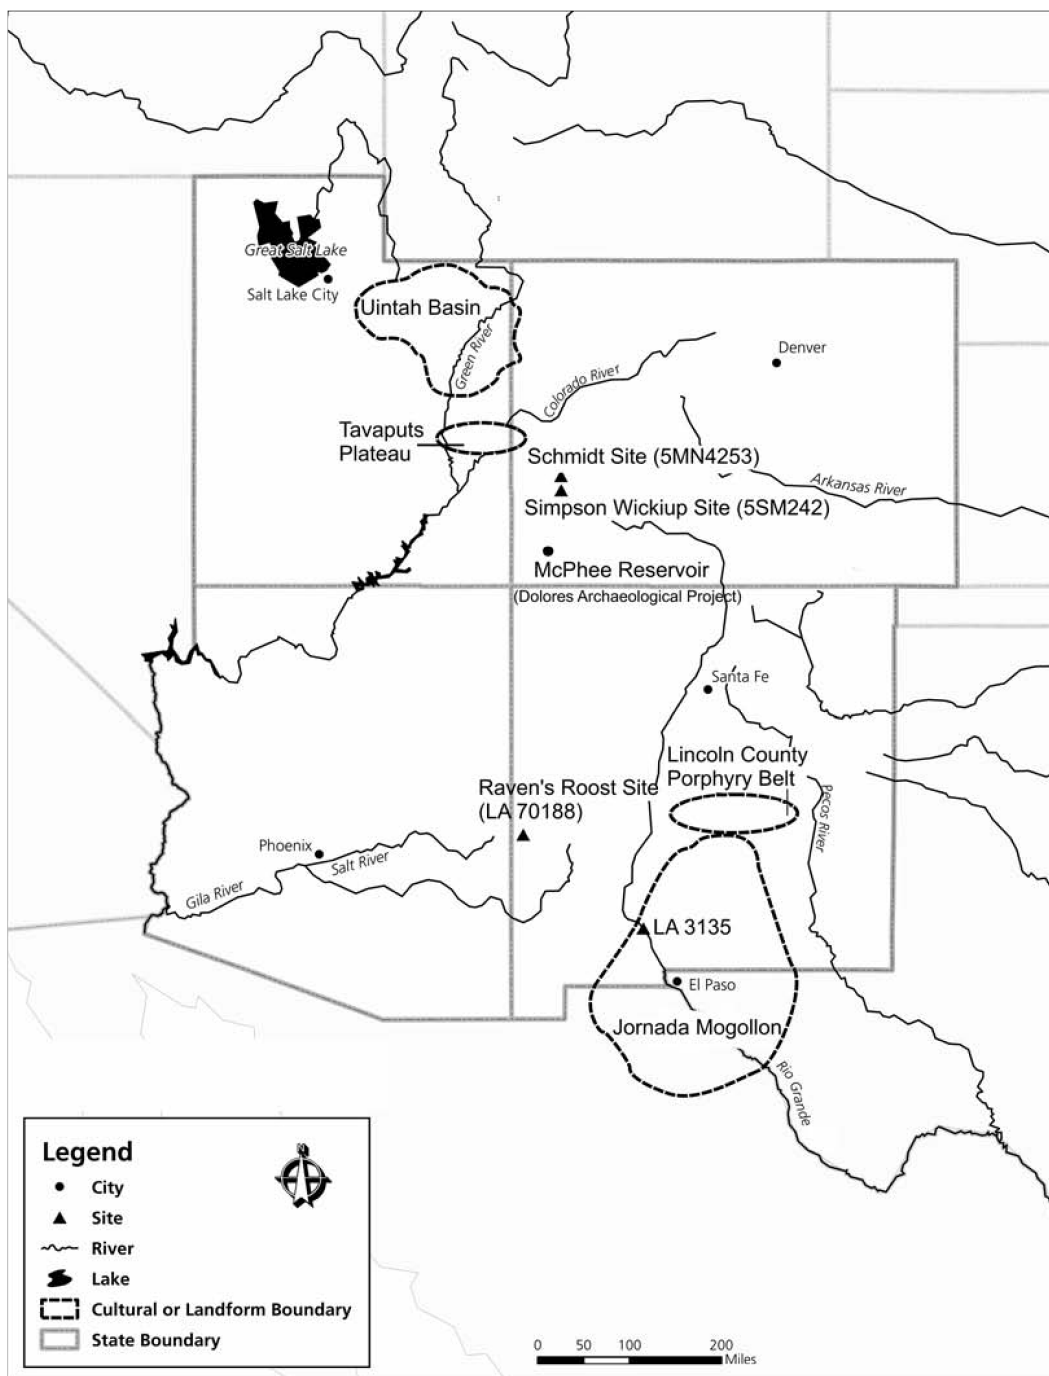 Great Salt Lake
Salt Lake City
Uintah Basin
Green River
Denver
Colorado River
Tavaputs
Plateau
Schmidt Site (5MN4253)
Arkansas River
Simpson Wickiup Site (5SM242)
McPhee Reservoir
(Dolores Archaeological Project)
Santa Fe
Lincoln County
Porphyry Belt
Raven's Roost Site
(LA 70188)
Pecos River
Phoenix
Salt River
Gila River
LA 3135
El Paso
Jornada Mogollon
Rio Grande
Legend
N
City
Site
River
Lake
Cultural or Landform Boundary
State Boundary
0 50 100 200
Miles